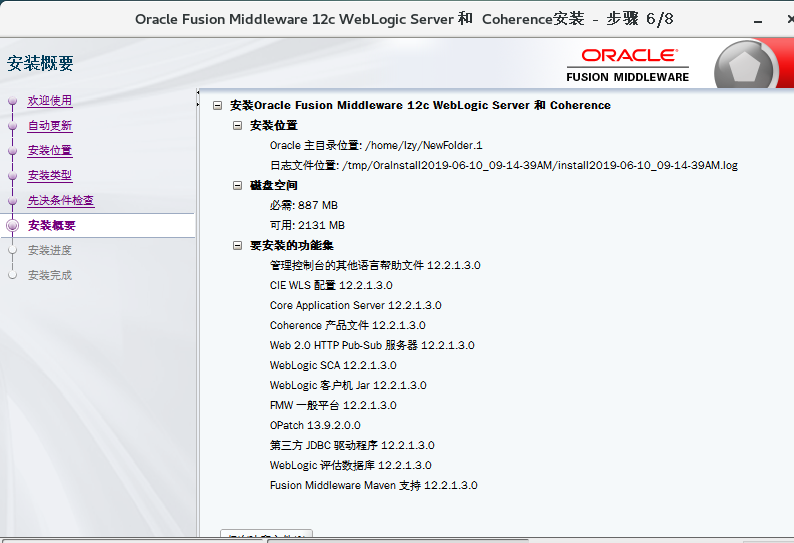 Oracle Fusion Middleware 12c WebLogic Server 和 Coherence安装 - 步骤 6/8
安装概要
ORACLE
FUSION MIDDLEWARE
欢迎使用
自动更新
安装位置
安装类型
先决条件检查
安装概要
安装进度
安装完成
安装Oracle Fusion Middleware 12c WebLogic Server 和 Coherence
安装位置
Oracle 主目录位置: /home/lzy/NewFolder.1
日志文件位置: /tmp/OraInstall2019-06-10_09-14-39AM/install2019-06-10_09-14-39AM.log
磁盘空间
必需: 887 MB
可用: 2131 MB
要安装的功能集
管理控制台的其他语言帮助文件 12.2.1.3.0
CIE WLS 配置 12.2.1.3.0
Core Application Server 12.2.1.3.0
Coherence 产品文件 12.2.1.3.0
Web 2.0 HTTP Pub-Sub 服务器 12.2.1.3.0
WebLogic SCA 12.2.1.3.0
WebLogic 客户机 Jar 12.2.1.3.0
FMW 一般平台 12.2.1.3.0
OPatch 13.9.2.0.0
第三方 JDBC 驱动程序 12.2.1.3.0
WebLogic 评估数据库 12.2.1.3.0
Fusion Middleware Maven 支持 12.2.1.3.0